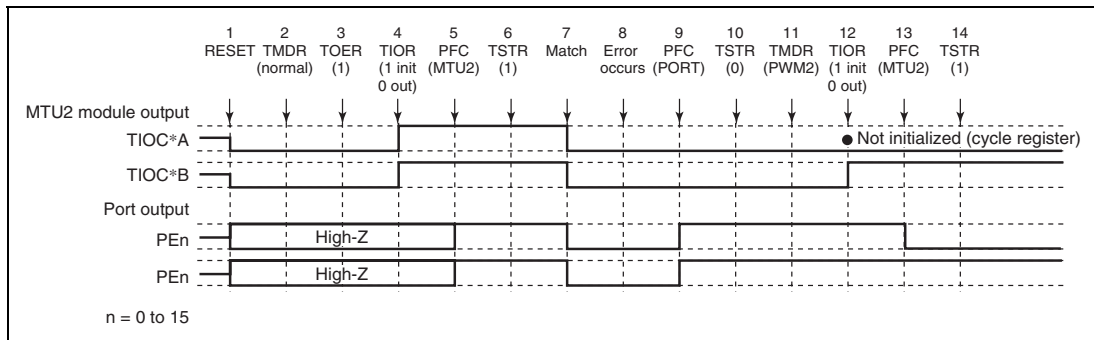 1 2 3 4 5 6 7 8 9 10 11 12 13 14
RESET TMDR TOER TIOR PFC TSTR Match Error PFC TSTR TMDR TIOR PFC TSTR
(normal) (1) (1 init (MTU2) (1) occurs (PORT) (0) (PWM2) (1 init (MTU2) (1)
0 out) 0 out)
MTU2 module output
TIOC*A ● Not initialized (cycle register)
TIOC*B
Port output
PEn High-Z
PEn High-Z
n = 0 to 15